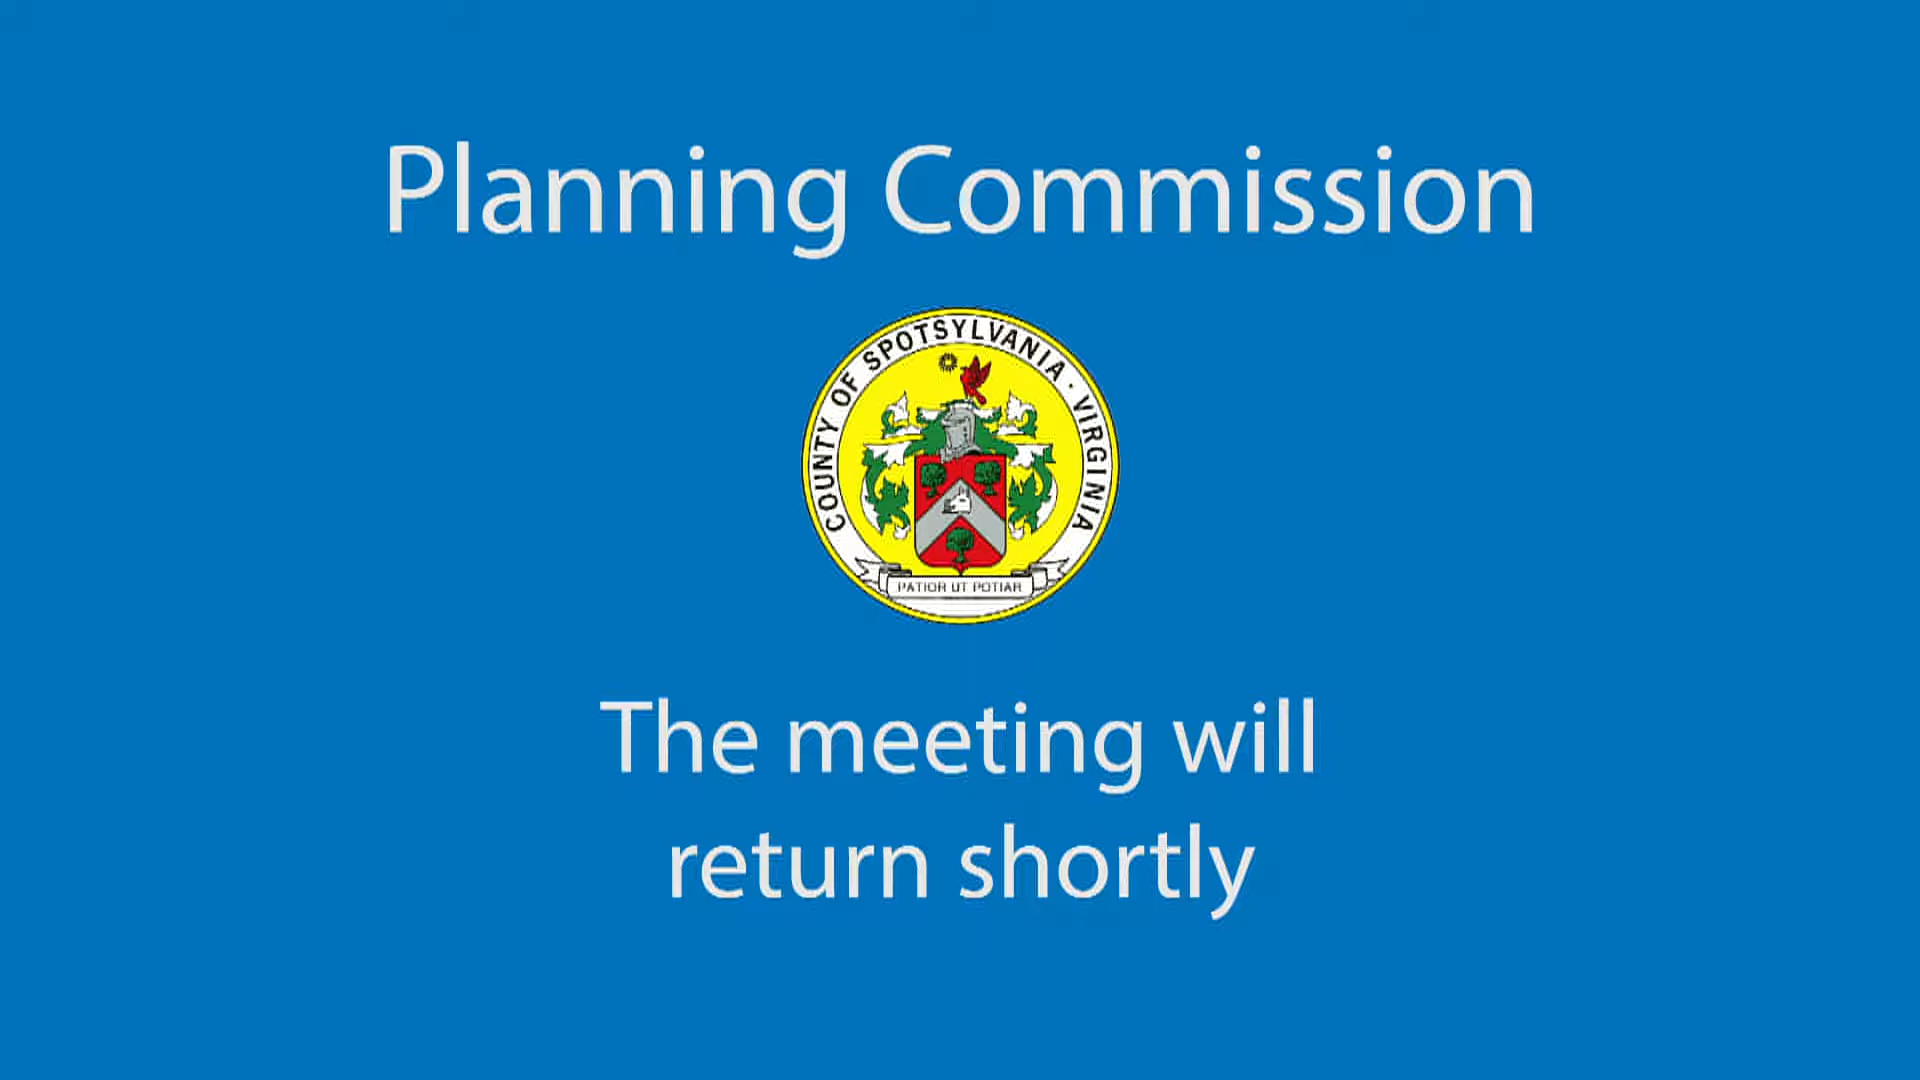 Planning Commission
COUNTY OF SPOTSYLVANIA · VIRGINIA
PATIOR UT POTIAR
The meeting will
return shortly